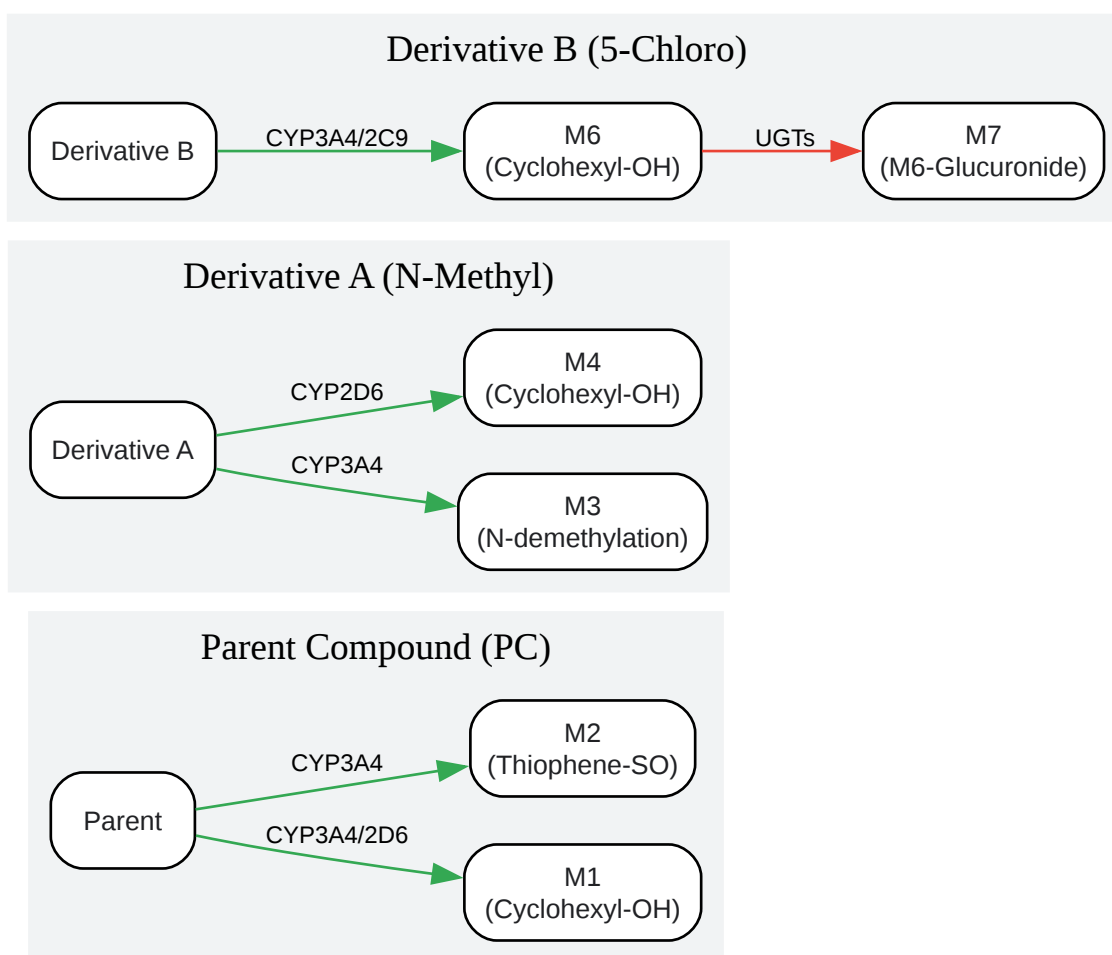 Derivative B (5-Chloro)
Derivative B
CYP3A4/2C9
M6
(Cyclohexyl-OH)
UGTs
M7
(M6-Glucuronide)
Derivative A (N-Methyl)
Derivative A
CYP2D6
M4
(Cyclohexyl-OH)
CYP3A4
M3
(N-demethylation)
Parent Compound (PC)
Parent
CYP3A4
M2
(Thiophene-SO)
CYP3A4/2D6
M1
(Cyclohexyl-OH)